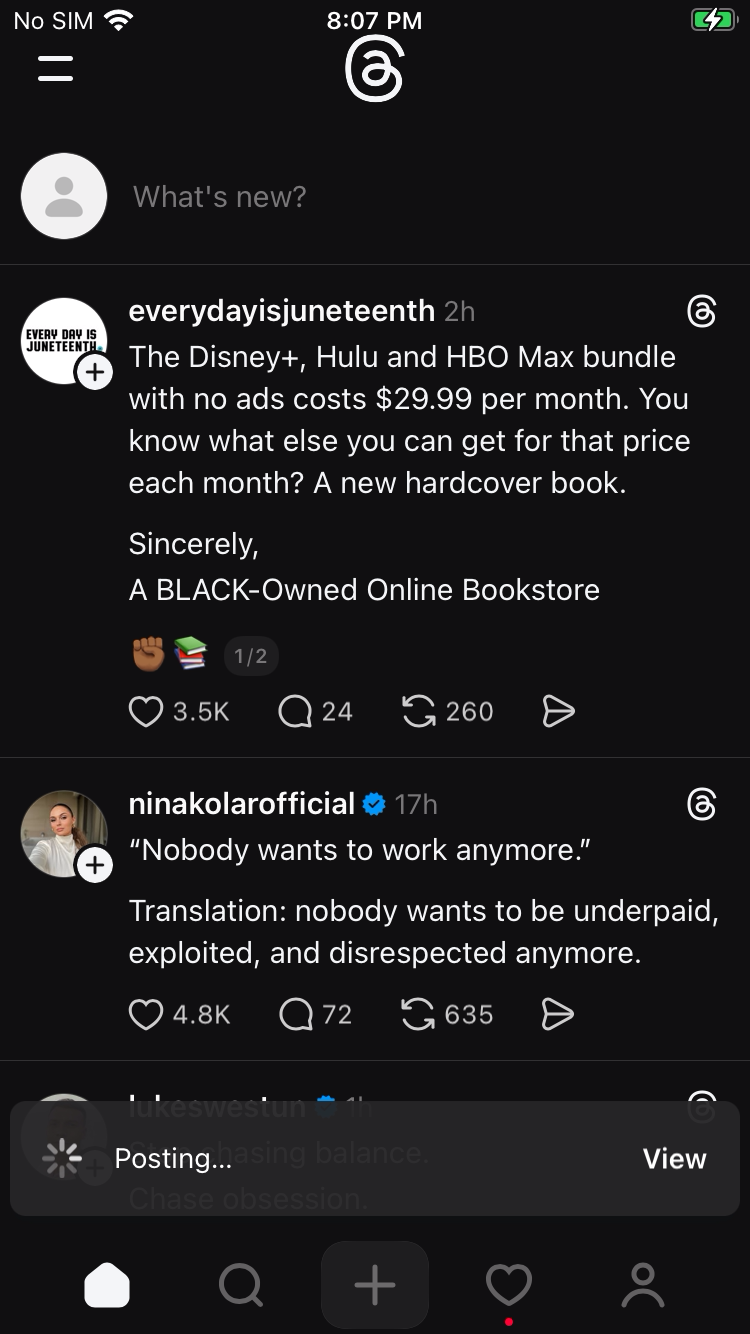 No SIM 8:07 PM
What's new?
everydayisjuneteenth 2h
EVERY DAY IS
JUNETEENTH.
The Disney+, Hulu and HBO Max bundle
with no ads costs $29.99 per month. You
know what else you can get for that price
each month? A new hardcover book.
Sincerely,
A BLACK-Owned Online Bookstore
✊🏾📚 1/2
3.5K 24 260
ninakolarofficial 17h
“Nobody wants to work anymore.”
Translation: nobody wants to be underpaid,
exploited, and disrespected anymore.
4.8K 72 635
lukeswestun 1h
Stop chasing balance.
Posting... View
Chase obsession.